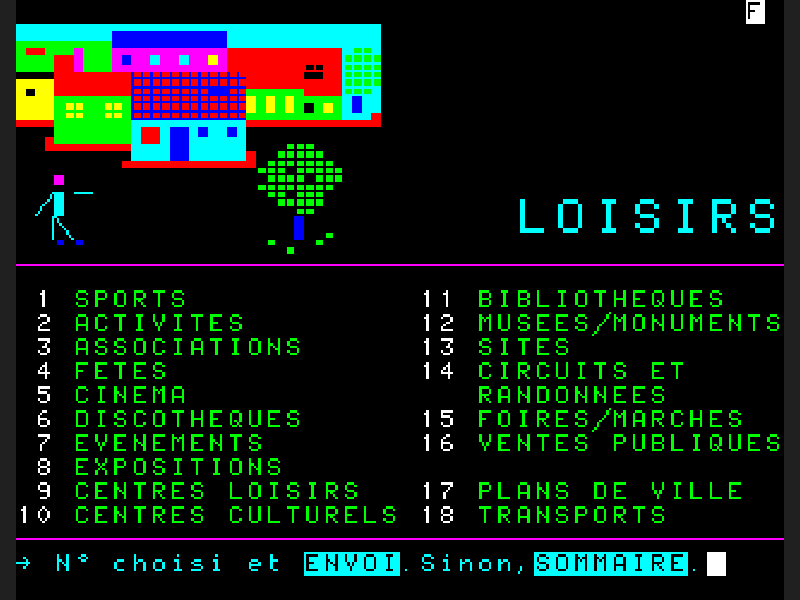 F
LOISIRS
1 SPORTS
2 ACTIVITES
3 ASSOCIATIONS
4 FETES
5 CINEMA
6 DISCOTHEQUES
7 EVENEMENTS
8 EXPOSITIONS
9 CENTRES LOISIRS
10 CENTRES CULTURELS
11 BIBLIOTHEQUES
12 MUSEES/MONUMENTS
13 SITES
14 CIRCUITS ET
RANDONNEES
15 FOIRES/MARCHES
16 VENTES PUBLIQUES
17 PLANS DE VILLE
18 TRANSPORTS
→ N° choisi et ENVOI.Sinon,SOMMAIRE.